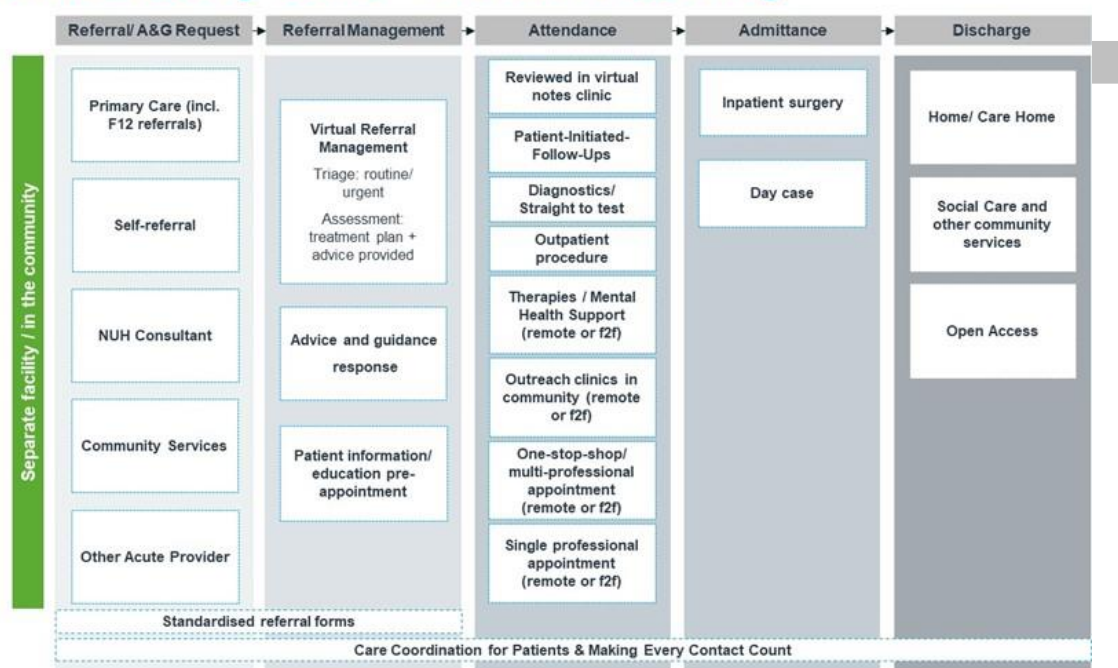 Referral/ A&G Request
Referral Management
Attendance
Admittance
Discharge
Separate facility / in the community
Primary Care (incl.
F12 referrals)
Self-referral
NUH Consultant
Community Services
Other Acute Provider
Virtual Referral
Management
Triage: routine/
urgent
Assessment:
treatment plan +
advice provided
Advice and guidance
response
Patient information/
education pre-
appointment
Reviewed in virtual
notes clinic
Patient-Initiated-
Follow-Ups
Diagnostics/
Straight to test
Outpatient
procedure
Therapies / Mental
Health Support
(remote or f2f)
Outreach clinics in
community (remote
or f2f)
One-stop-shop/
multi-professional
appointment
(remote or f2f)
Single professional
appointment
(remote or f2f)
Inpatient surgery
Day case
Home/ Care Home
Social Care and
other community
services
Open Access
Standardised referral forms
Care Coordination for Patients & Making Every Contact Count